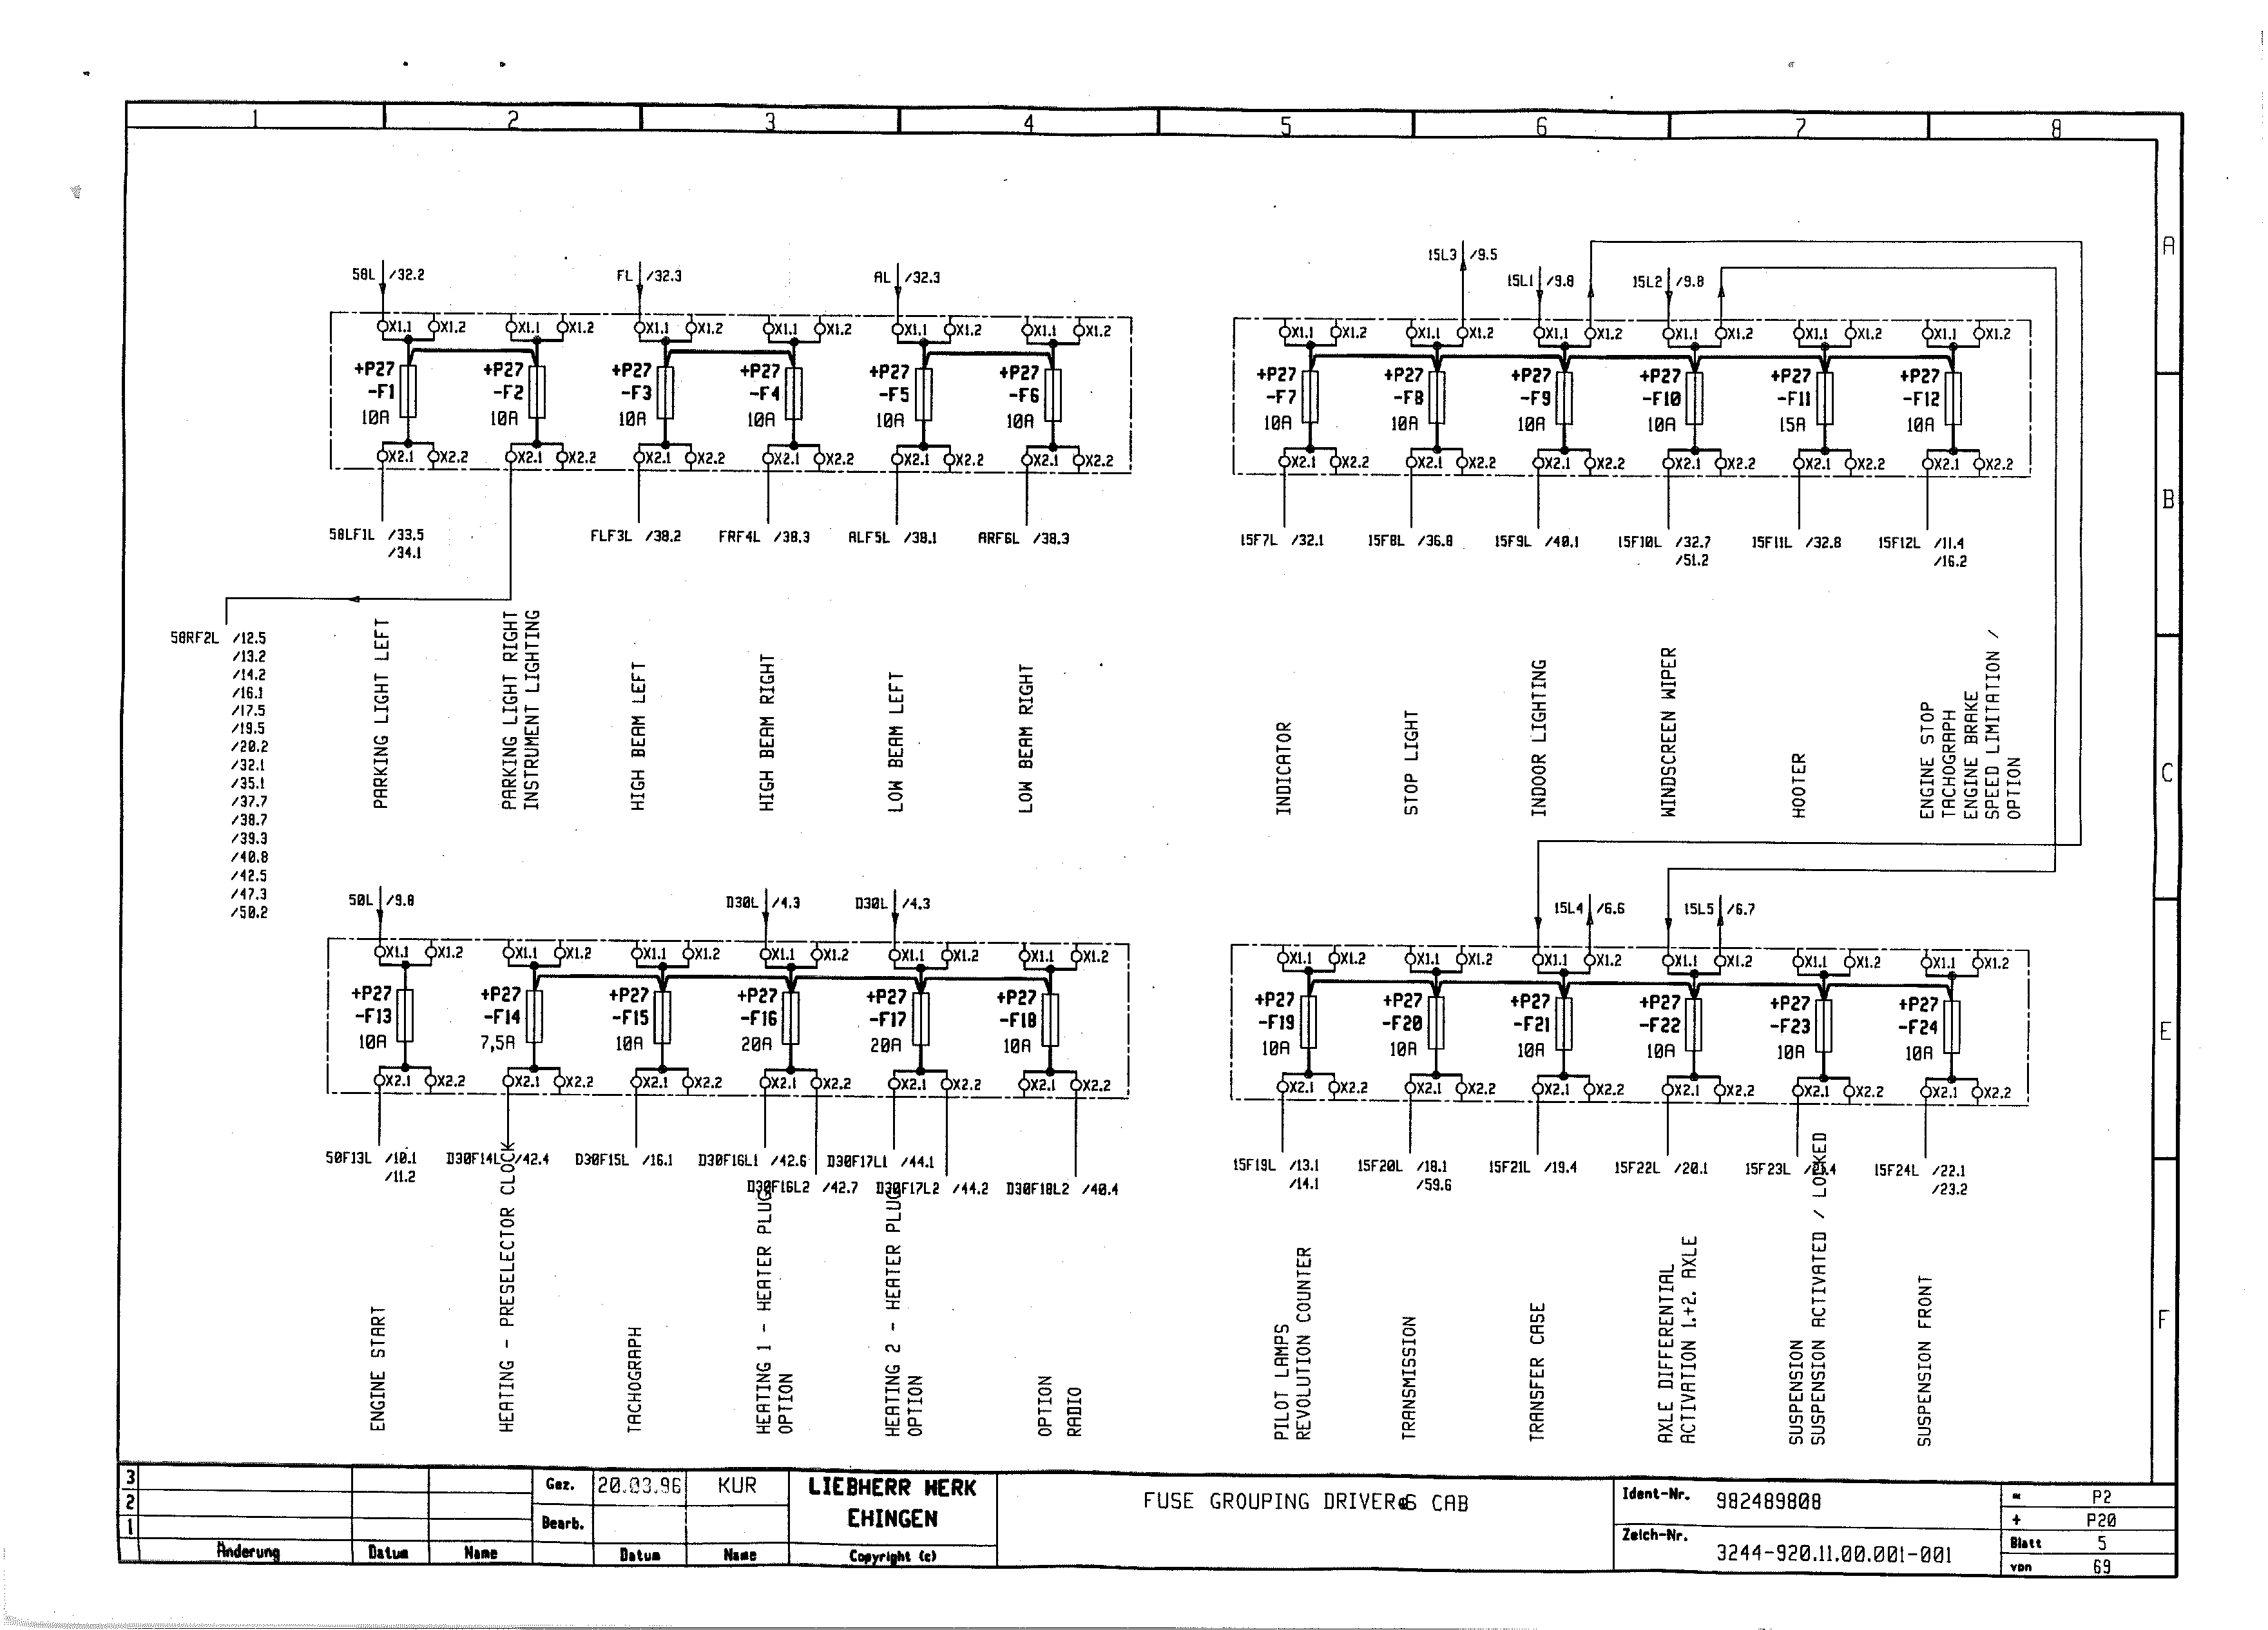 1 2 3 4 5 6 7 8
A
B
C
E
F
58L /32.2
FL /32.3
AL /32.3
X1.1 X1.2 X1.1 X1.2 X1.1 X1.2 X1.1 X1.2 X1.1 X1.2 X1.1 X1.2
+P27 +P27 +P27 +P27 +P27 +P27
-F1 -F2 -F3 -F4 -F5 -F6
10A 10A 10A 10A 10A 10A
X2.1 X2.2 X2.1 X2.2 X2.1 X2.2 X2.1 X2.2 X2.1 X2.2 X2.1 X2.2
58LF1L /33.5
/34.1
FLF3L /38.2
FRF4L /38.3
ALF5L /38.1
ARF6L /38.3
58RF2L /12.5
/13.2
/14.2
/16.1
/17.5
/19.5
/20.2
/32.1
/35.1
/37.7
/38.7
/39.3
/40.8
/42.5
/47.3
/50.2
PARKING LIGHT LEFT
PARKING LIGHT RIGHT
INSTRUMENT LIGHTING
HIGH BEAM LEFT
HIGH BEAM RIGHT
LOW BEAM LEFT
LOW BEAM RIGHT
15L3 /9.5
15L1 /9.8
15L2 /9.8
X1.1 X1.2 X1.1 X1.2 X1.1 X1.2 X1.1 X1.2 X1.1 X1.2 X1.1 X1.2
+P27 +P27 +P27 +P27 +P27 +P27
-F7 -F8 -F9 -F10 -F11 -F12
10A 10A 10A 10A 15A 10A
X2.1 X2.2 X2.1 X2.2 X2.1 X2.2 X2.1 X2.2 X2.1 X2.2 X2.1 X2.2
15F7L /32.1
15F8L /36.8
15F9L /40.1
15F10L /32.7
/51.2
15F11L /32.8
15F12L /11.4
/16.2
INDICATOR
STOP LIGHT
INDOOR LIGHTING
WINDSCREEN WIPER
HOOTER
ENGINE STOP
TACHOGRAPH
ENGINE BRAKE
SPEED LIMITATION /
OPTION
50L /9.8
D30L /4.3
D30L /4.3
X1.1 X1.2 X1.1 X1.2 X1.1 X1.2 X1.1 X1.2 X1.1 X1.2 X1.1 X1.2
+P27 +P27 +P27 +P27 +P27 +P27
-F13 -F14 -F15 -F16 -F17 -F18
10A 7,5A 10A 20A 20A 10A
X2.1 X2.2 X2.1 X2.2 X2.1 X2.2 X2.1 X2.2 X2.1 X2.2 X2.1 X2.2
50F13L /10.1
/11.2
D30F14L /42.4
D30F15L /16.1
D30F16L1 /42.6
D30F17L1 /44.1
D30F16L2 /42.7
D30F17L2 /44.2
D30F18L2 /40.4
ENGINE START
HEATING - PRESELECTOR CLOCK
TACHOGRAPH
HEATING 1 - HEATER PLUG
OPTION
HEATING 2 - HEATER PLUG
OPTION
OPTION
RADIO
15L4 /6.6
15L5 /6.7
X1.1 X1.2 X1.1 X1.2 X1.1 X1.2 X1.1 X1.2 X1.1 X1.2 X1.1 X1.2
+P27 +P27 +P27 +P27 +P27 +P27
-F19 -F20 -F21 -F22 -F23 -F24
10A 10A 10A 10A 10A 10A
X2.1 X2.2 X2.1 X2.2 X2.1 X2.2 X2.1 X2.2 X2.1 X2.2 X2.1 X2.2
15F19L /13.1
/14.1
15F20L /18.1
/59.6
15F21L /19.4
15F22L /20.1
15F23L
15F24L /22.1
/23.2
PILOT LAMPS
REVOLUTION COUNTER
TRANSMISSION
TRANSFER CASE
AXLE DIFFERENTIAL
ACTIVATION 1.+2. AXLE
SUSPENSION
SUSPENSION ACTIVATED / LOCKED
SUSPENSION FRONT
3
2
1
Änderung Datum Name
Gez. 20.03.96 KUR
Bearb.
Datum Name
LIEBHERR WERK
EHINGEN
Copyright (c)
FUSE GROUPING DRIVER'S CAB
Ident-Nr. 982489808
Zeich-Nr. 3244-920.11.00.001-001
= P2
+ P20
Blatt 5
von 69